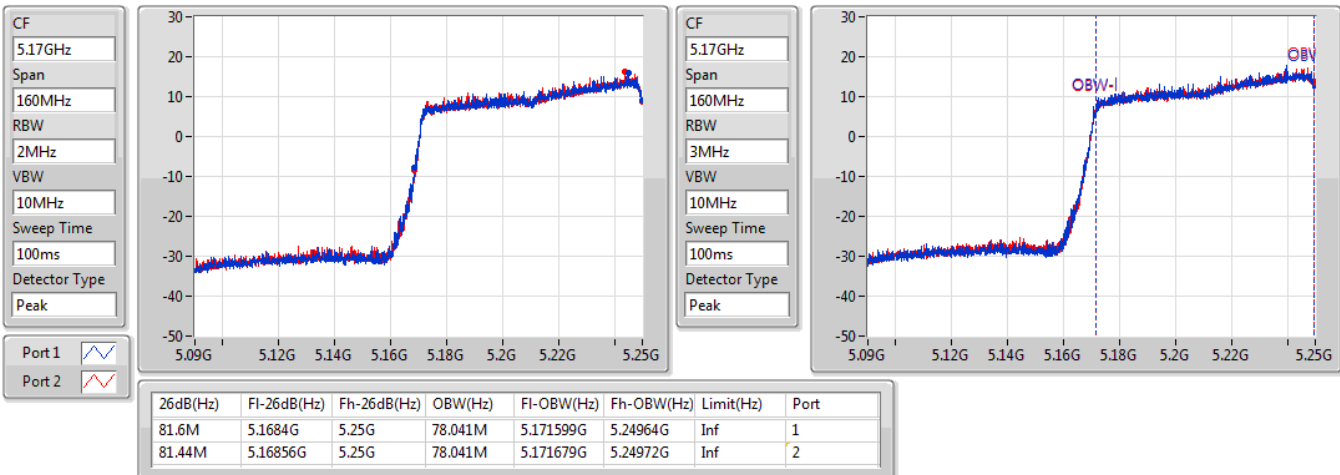 CF
5.17GHz
Span
160MHz
RBW
2MHz
VBW
10MHz
Sweep Time
100ms
Detector Type
Peak
Port 1
Port 2
30
20
10
0
-10
-20
-30
-40
-50
5.09G 5.12G 5.14G 5.16G 5.18G 5.2G 5.22G 5.25G
CF
5.17GHz
Span
160MHz
RBW
3MHz
VBW
10MHz
Sweep Time
100ms
Detector Type
Peak
30
20
10
0
-10
-20
-30
-40
-50
OBW-l
OBW
5.09G 5.12G 5.14G 5.16G 5.18G 5.2G 5.22G 5.25G
26dB(Hz) Fl-26dB(Hz) Fh-26dB(Hz) OBW(Hz) Fl-OBW(Hz) Fh-OBW(Hz) Limit(Hz) Port
81.6M 5.1684G 5.25G 78.041M 5.171599G 5.24964G Inf 1
81.44M 5.16856G 5.25G 78.041M 5.171679G 5.24972G Inf 2